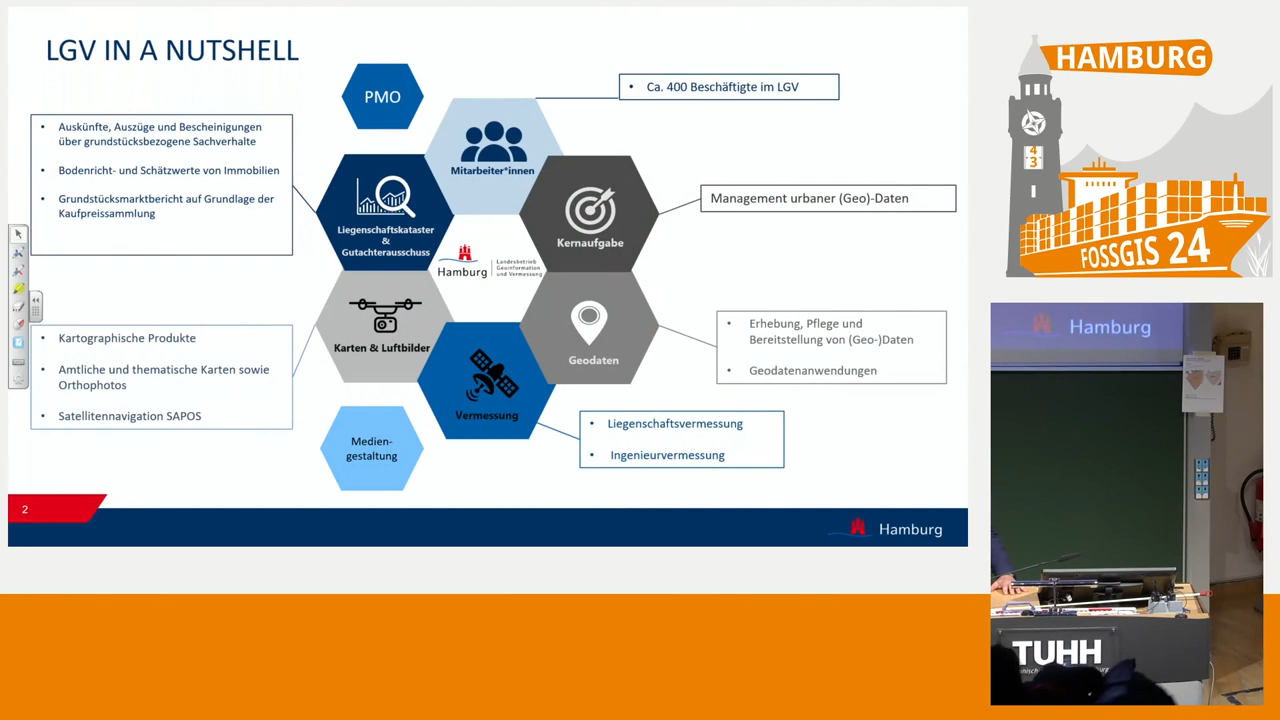 LGV IN A NUTSHELL
PMO
Ca. 400 Beschäftigte im LGV
Mitarbeiter*innen
• Auskünfte, Auszüge und Bescheinigungen
über grundstücksbezogene Sachverhalte
• Bodenricht- und Schätzwerte von Immobilien
• Grundstücksmarktbericht auf Grundlage der
Kaufpreissammlung
Liegenschaftskataster
&
Gutachterausschuss
Kernaufgabe
Management urbaner (Geo)-Daten
Hamburg
Landesbetrieb
Geoinformation
und Vermessung
Karten & Luftbilder
• Kartographische Produkte
• Amtliche und thematische Karten sowie
Orthophotos
• Satellitennavigation SAPOS
Geodaten
• Erhebung, Pflege und
Bereitstellung von (Geo-)Daten
• Geodatenanwendungen
Vermessung
• Liegenschaftsvermessung
• Ingenieurvermessung
Medien-
gestaltung
2
Hamburg
HAMBURG
4
3
FOSSGIS 24
Hamburg
TUHH